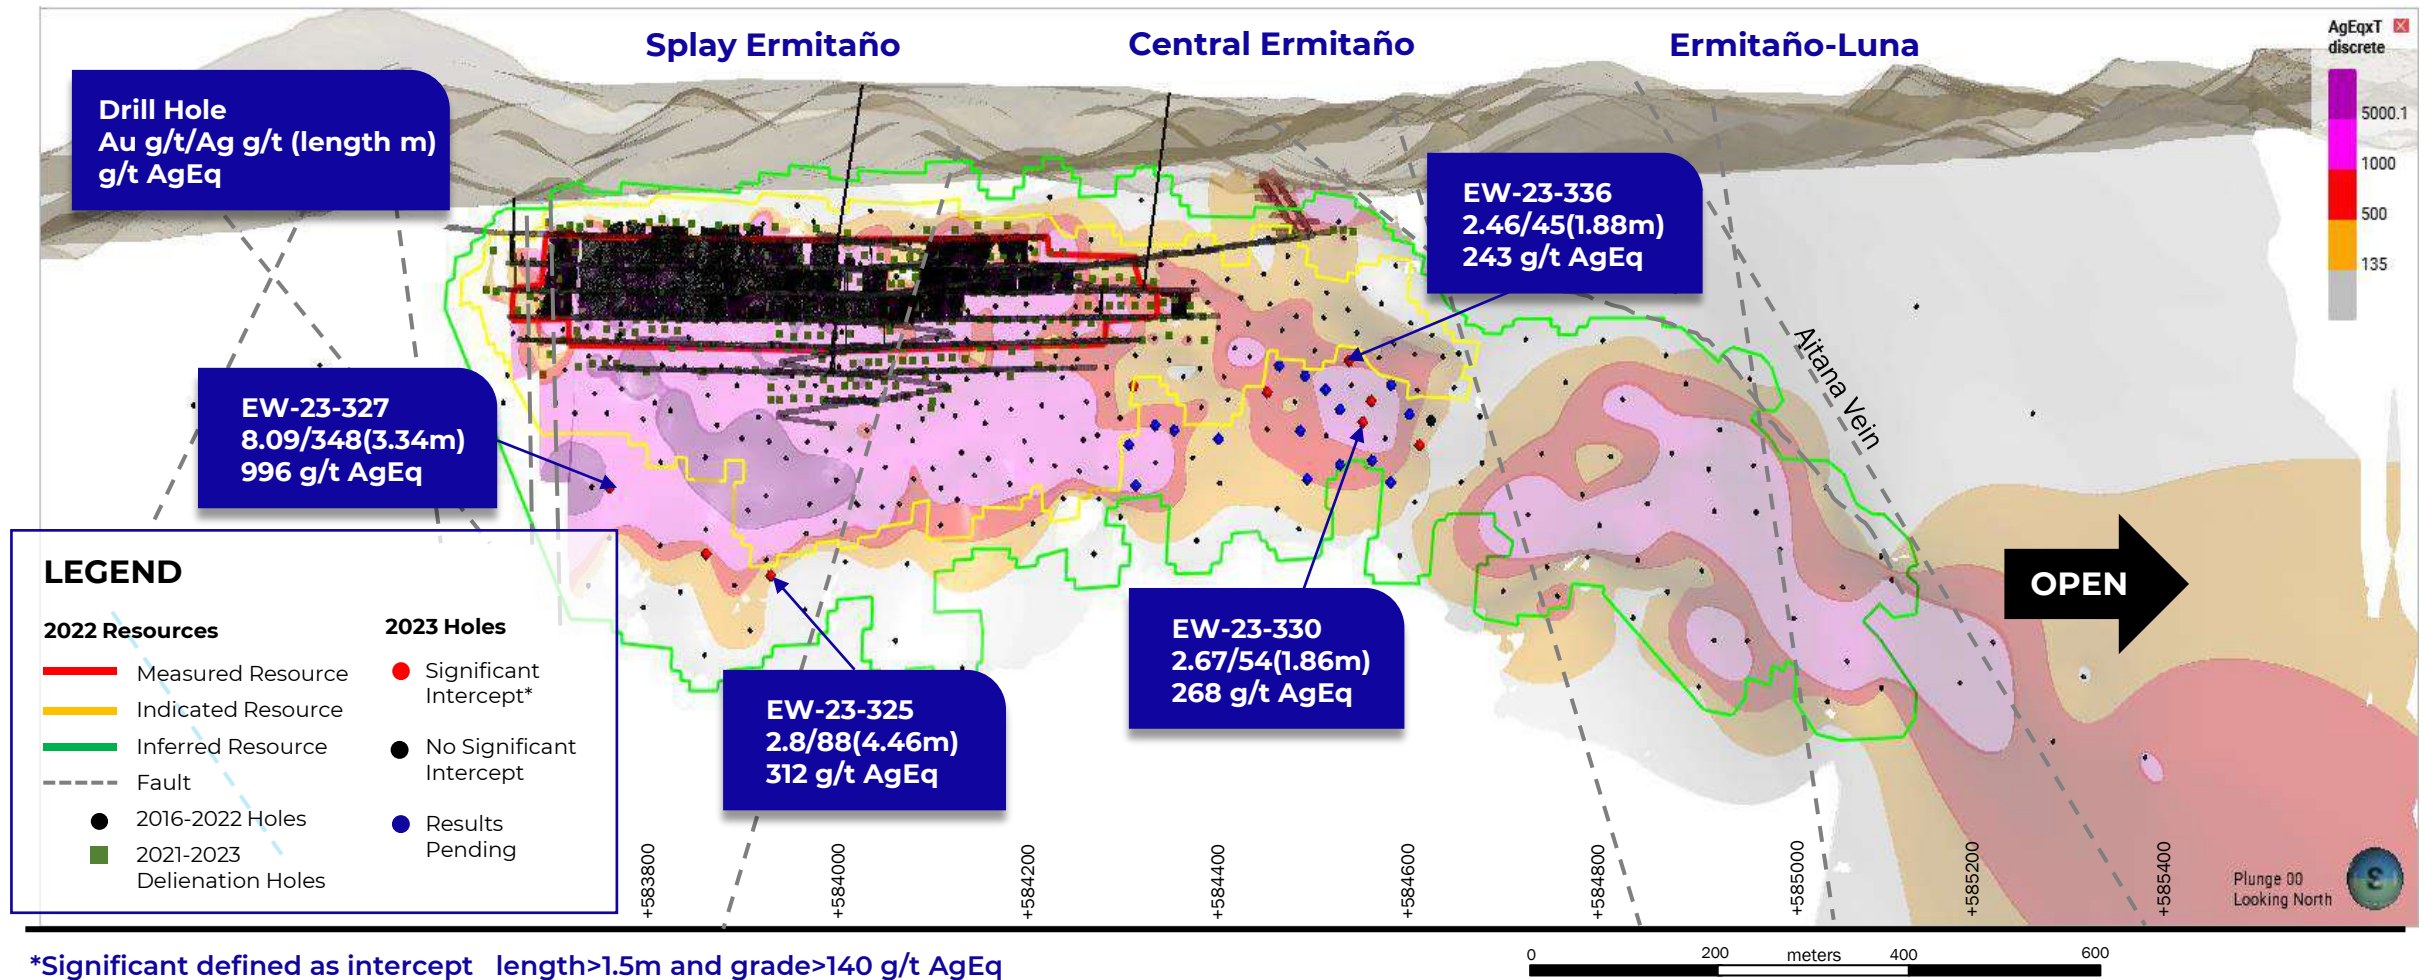 Splay Ermitaño
Central Ermitaño
Ermitaño-Luna
AgEqxT
discrete
5000.1
1000
500
135
Drill Hole
Au g/t/Ag g/t (length m)
g/t AgEq
EW-23-336
2.46/45(1.88m)
243 g/t AgEq
Aitana Vein
EW-23-327
8.09/348(3.34m)
996 g/t AgEq
OPEN
EW-23-330
2.67/54(1.86m)
268 g/t AgEq
EW-23-325
2.8/88(4.46m)
312 g/t AgEq
LEGEND
2022 Resources
Measured Resource
Indicated Resource
Inferred Resource
Fault
2016-2022 Holes
2021-2023
Delienation Holes
2023 Holes
Significant
Intercept*
No Significant
Intercept
Results
Pending
+583800
+584000
+584200
+584400
+584600
+584800
+585000
+585200
+585400
Plunge 00
Looking North
*Significant defined as intercept length>1.5m and grade>140 g/t AgEq
0 200 meters 400 600